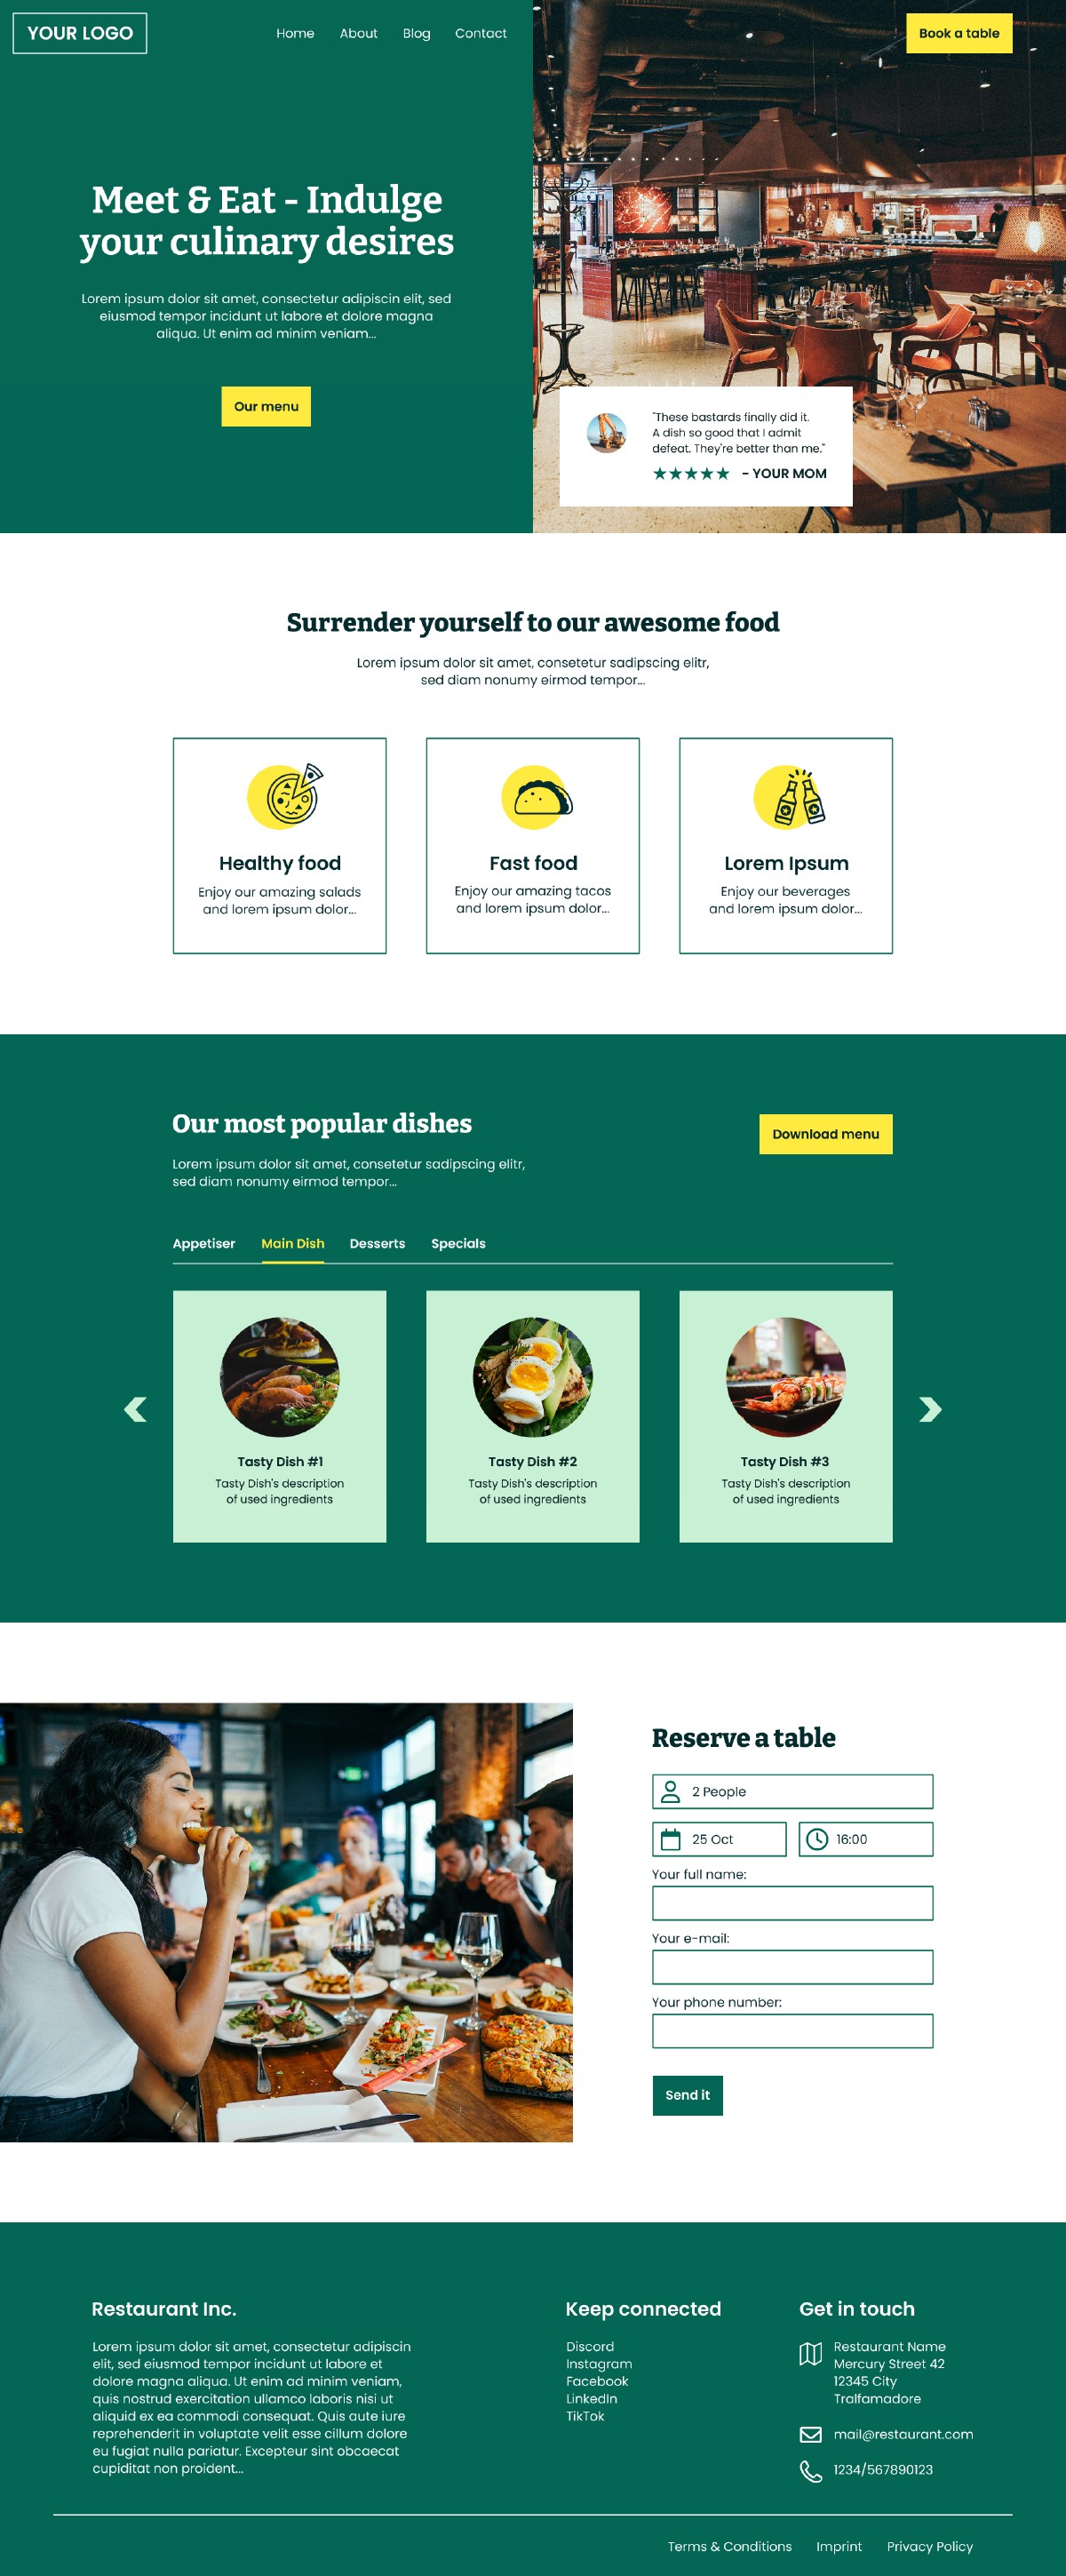 YOUR LOGO
Home About Blog Contact
Book a table
Meet & Eat - Indulge
your culinary desires
Lorem ipsum dolor sit amet, consectetur adipiscin elit, sed
eiusmod tempor incidunt ut labore et dolore magna
aliqua. Ut enim ad minim veniam...
Our menu
"These bastards finally did it.
A dish so good that I admit
defeat. They're better than me."
★★★★★ - YOUR MOM
Surrender yourself to our awesome food
Lorem ipsum dolor sit amet, consetetur sadipscing elitr,
sed diam nonumy eirmod tempor...
Healthy food
Enjoy our amazing salads
and lorem ipsum dolor...
Fast food
Enjoy our amazing tacos
and lorem ipsum dolor...
Lorem Ipsum
Enjoy our beverages
and lorem ipsum dolor...
Our most popular dishes
Download menu
Lorem ipsum dolor sit amet, consetetur sadipscing elitr,
sed diam nonumy eirmod tempor...
Appetiser Main Dish Desserts Specials
Tasty Dish #1
Tasty Dish's description
of used ingredients
Tasty Dish #2
Tasty Dish's description
of used ingredients
Tasty Dish #3
Tasty Dish's description
of used ingredients
Reserve a table
2 People
25 Oct
16:00
Your full name:
Your e-mail:
Your phone number:
Send it
Restaurant Inc.
Lorem ipsum dolor sit amet, consectetur adipiscin
elit, sed eiusmod tempor incidunt ut labore et
dolore magna aliqua. Ut enim ad minim veniam,
quis nostrud exercitation ullamco laboris nisi ut
aliquid ex ea commodi consequat. Quis aute iure
reprehenderit in voluptate velit esse cillum dolore
eu fugiat nulla pariatur. Excepteur sint obcaecat
cupiditat non proident...
Keep connected
Discord
Instagram
Facebook
LinkedIn
TikTok
Get in touch
Restaurant Name
Mercury Street 42
12345 City
Tralfamadore
mail@restaurant.com
1234/567890123
Terms & Conditions Imprint Privacy Policy